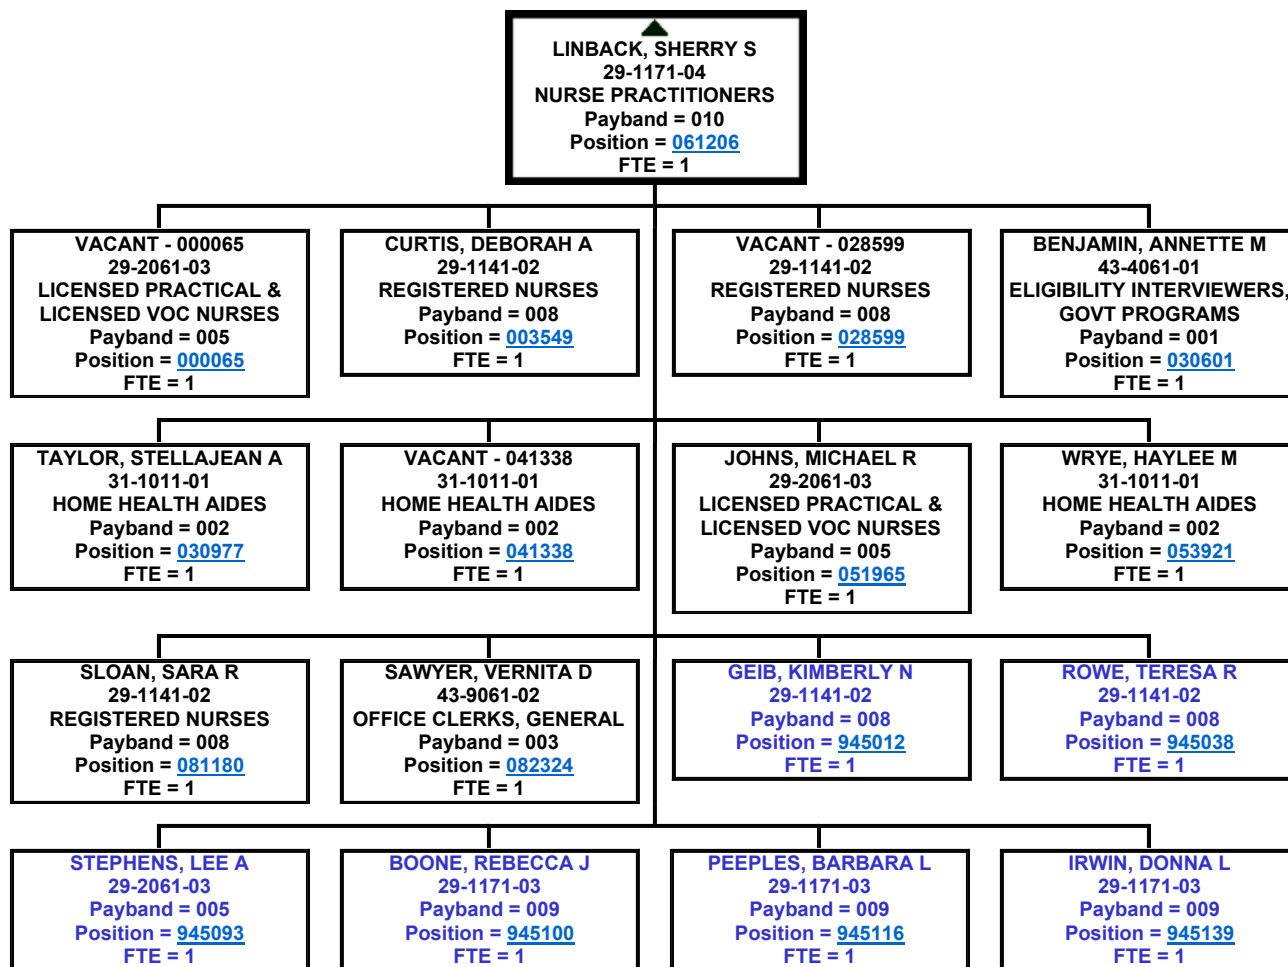 LINBACK, SHERRY S
29-1171-04
NURSE PRACTITIONERS
Payband = 010
Position = 061206
FTE = 1
VACANT - 000065
29-2061-03
LICENSED PRACTICAL &
LICENSED VOC NURSES
Payband = 005
Position = 000065
FTE = 1
CURTIS, DEBORAH A
29-1141-02
REGISTERED NURSES
Payband = 008
Position = 003549
FTE = 1
VACANT - 028599
29-1141-02
REGISTERED NURSES
Payband = 008
Position = 028599
FTE = 1
BENJAMIN, ANNETTE M
43-4061-01
ELIGIBILITY INTERVIEWERS,
GOVT PROGRAMS
Payband = 001
Position = 030601
FTE = 1
TAYLOR, STELLAJEAN A
31-1011-01
HOME HEALTH AIDES
Payband = 002
Position = 030977
FTE = 1
VACANT - 041338
31-1011-01
HOME HEALTH AIDES
Payband = 002
Position = 041338
FTE = 1
JOHNS, MICHAEL R
29-2061-03
LICENSED PRACTICAL &
LICENSED VOC NURSES
Payband = 005
Position = 051965
FTE = 1
WRYE, HAYLEE M
31-1011-01
HOME HEALTH AIDES
Payband = 002
Position = 053921
FTE = 1
SLOAN, SARA R
29-1141-02
REGISTERED NURSES
Payband = 008
Position = 081180
FTE = 1
SAWYER, VERNITA D
43-9061-02
OFFICE CLERKS, GENERAL
Payband = 003
Position = 082324
FTE = 1
GEIB, KIMBERLY N
29-1141-02
Payband = 008
Position = 945012
FTE = 1
ROWE, TERESA R
29-1141-02
Payband = 008
Position = 945038
FTE = 1
STEPHENS, LEE A
29-2061-03
Payband = 005
Position = 945093
FTE = 1
BOONE, REBECCA J
29-1171-03
Payband = 009
Position = 945100
FTE = 1
PEEPLES, BARBARA L
29-1171-03
Payband = 009
Position = 945116
FTE = 1
IRWIN, DONNA L
29-1171-03
Payband = 009
Position = 945139
FTE = 1